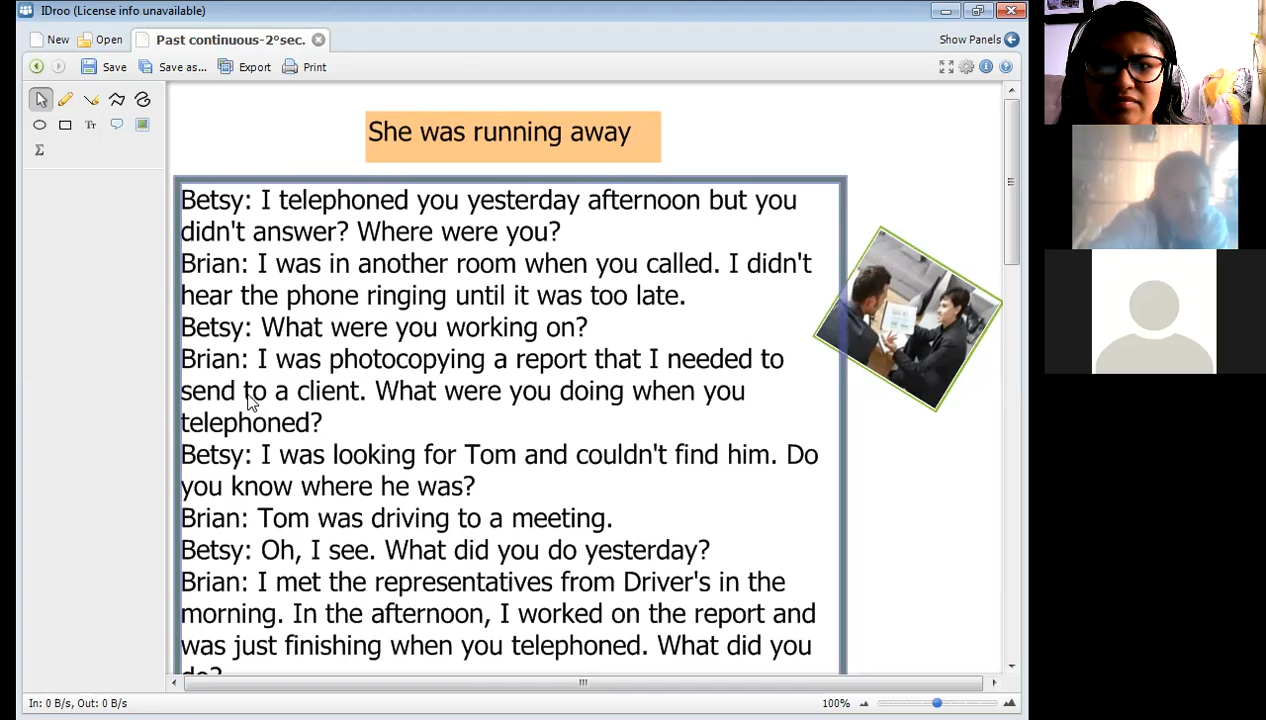 IDroo (License info unavailable)
New Open Past continuous-2°sec. Show Panels
Save Save as... Export Print
Tr
Σ
She was running away
Betsy: I telephoned you yesterday afternoon but you
didn't answer? Where were you?
Brian: I was in another room when you called. I didn't
hear the phone ringing until it was too late.
Betsy: What were you working on?
Brian: I was photocopying a report that I needed to
send to a client. What were you doing when you
telephoned?
Betsy: I was looking for Tom and couldn't find him. Do
you know where he was?
Brian: Tom was driving to a meeting.
Betsy: Oh, I see. What did you do yesterday?
Brian: I met the representatives from Driver's in the
morning. In the afternoon, I worked on the report and
was just finishing when you telephoned. What did you
do?
In: 0 B/s, Out: 0 B/s 100%